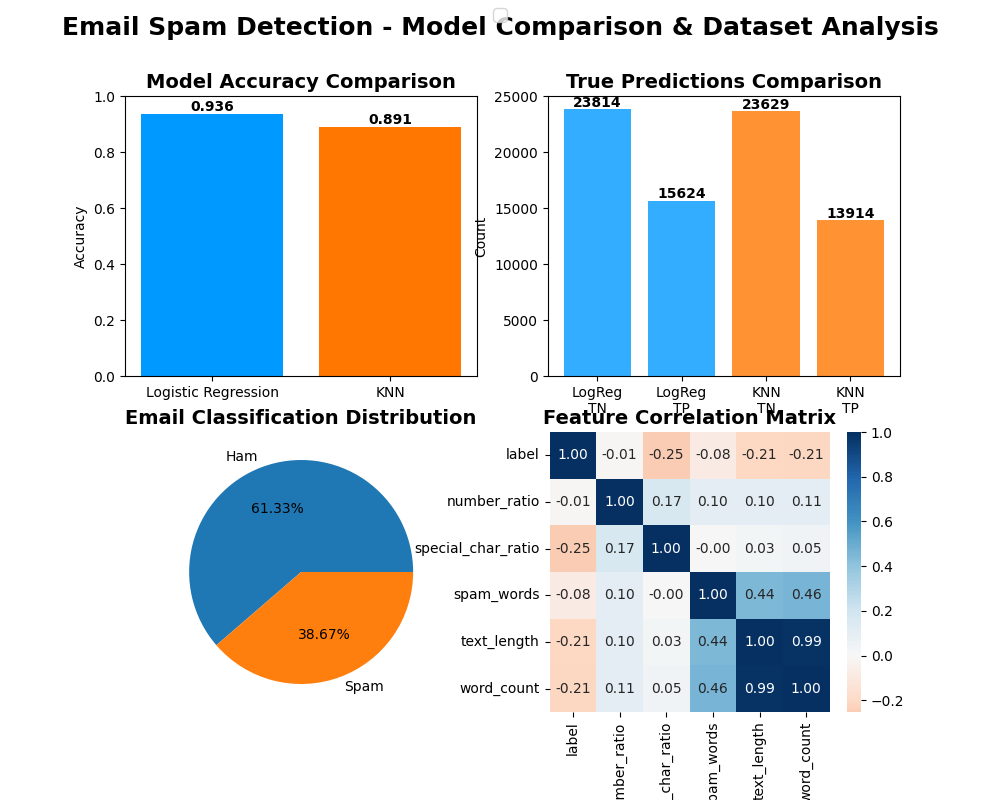 Email Spam Detection - Model Comparison & Dataset Analysis
Model Accuracy Comparison
1.0
0.8
0.6
0.4
0.2
0.0
Accuracy
0.936
0.891
Logistic Regression
KNN
True Predictions Comparison
25000
20000
15000
10000
5000
0
Count
23814
15624
23629
13914
LogReg
TN
LogReg
TP
KNN
TN
KNN
TP
Email Classification Distribution
Ham
61.33%
38.67%
Spam
Feature Correlation Matrix
label 1.00 -0.01 -0.25 -0.08 -0.21 -0.21
number_ratio -0.01 1.00 0.17 0.10 0.10 0.11
special_char_ratio -0.25 0.17 1.00 -0.00 0.03 0.05
spam_words -0.08 0.10 -0.00 1.00 0.44 0.46
text_length -0.21 0.10 0.03 0.44 1.00 0.99
word_count -0.21 0.11 0.05 0.46 0.99 1.00
label
mber_ratio
_char_ratio
pam_words
text_length
word_count
1.0
0.8
0.6
0.4
0.2
0.0
−0.2